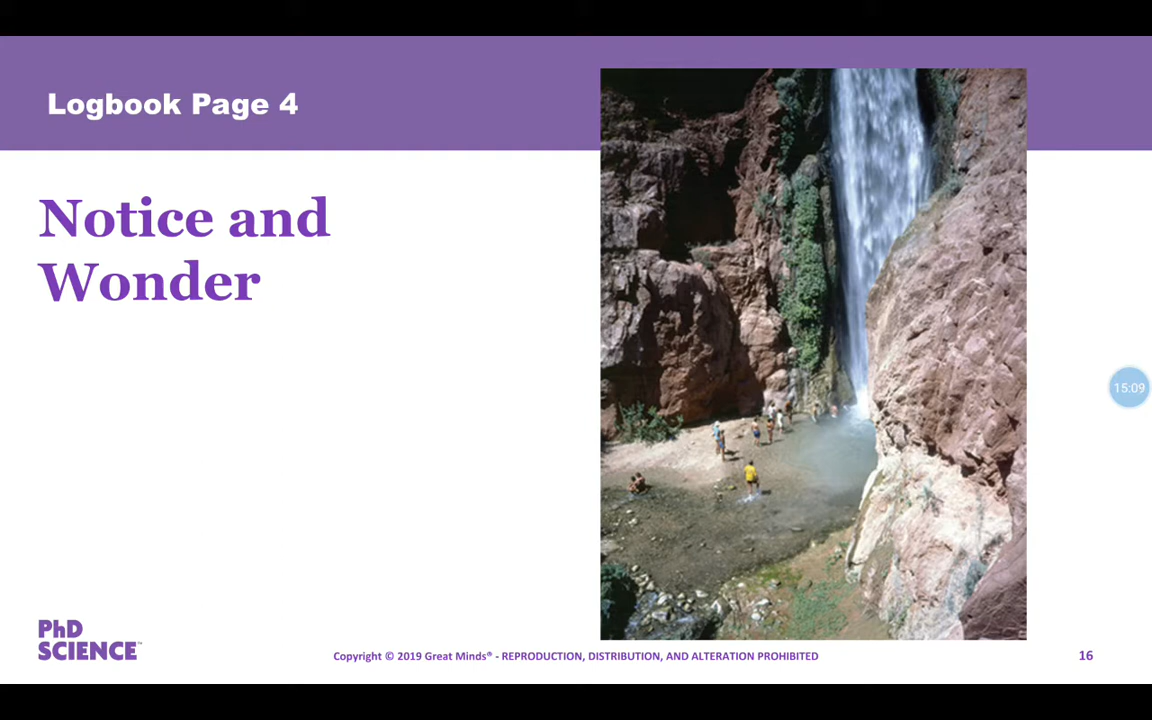 Logbook Page 4
Notice and
Wonder
15:09
PhD
SCIENCE™
Copyright © 2019 Great Minds® - REPRODUCTION, DISTRIBUTION, AND ALTERATION PROHIBITED
16